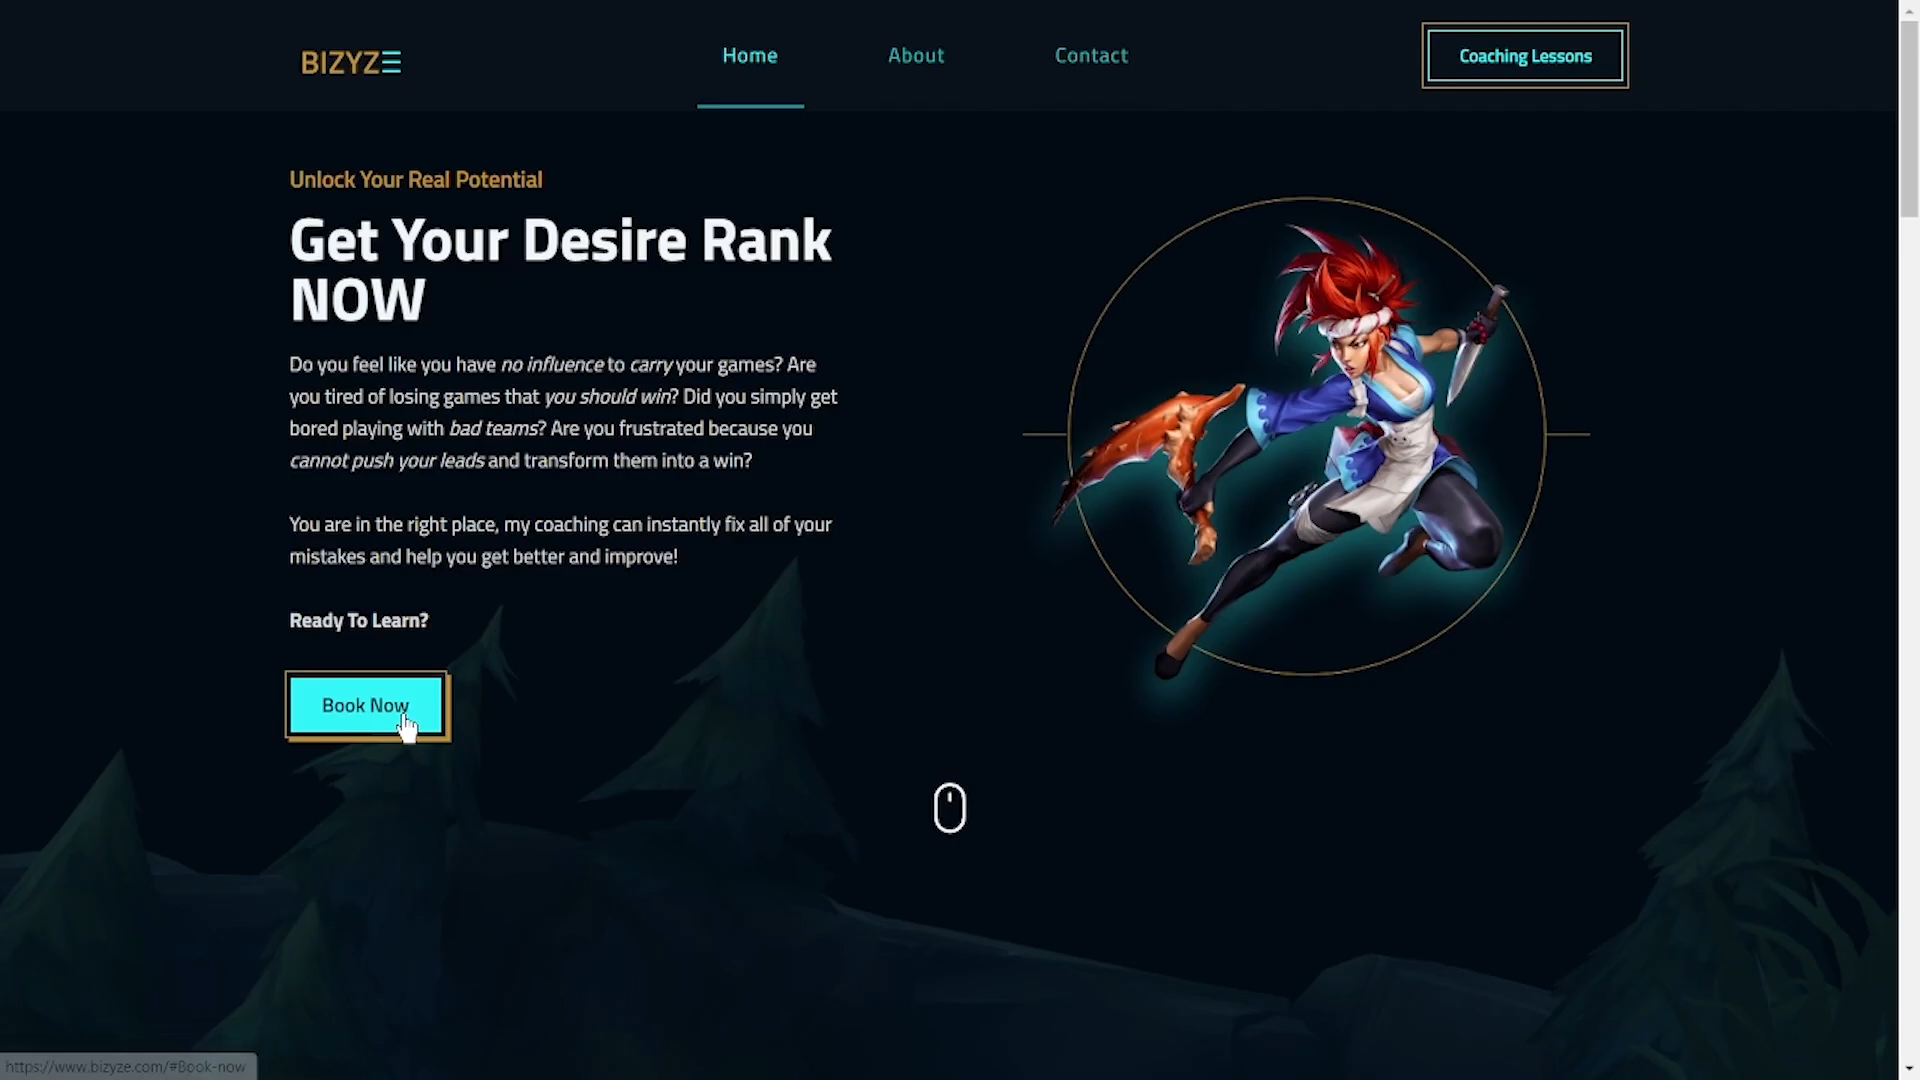 BIZYZE
Home
About
Contact
Coaching Lessons
Unlock Your Real Potential
Get Your Desire Rank
NOW
Do you feel like you have no influence to carry your games? Are
you tired of losing games that you should win? Did you simply get
bored playing with bad teams? Are you frustrated because you
cannot push your leads and transform them into a win?
You are in the right place, my coaching can instantly fix all of your
mistakes and help you get better and improve!
Ready To Learn?
Book Now
https://www.bizyze.com/#Book-now